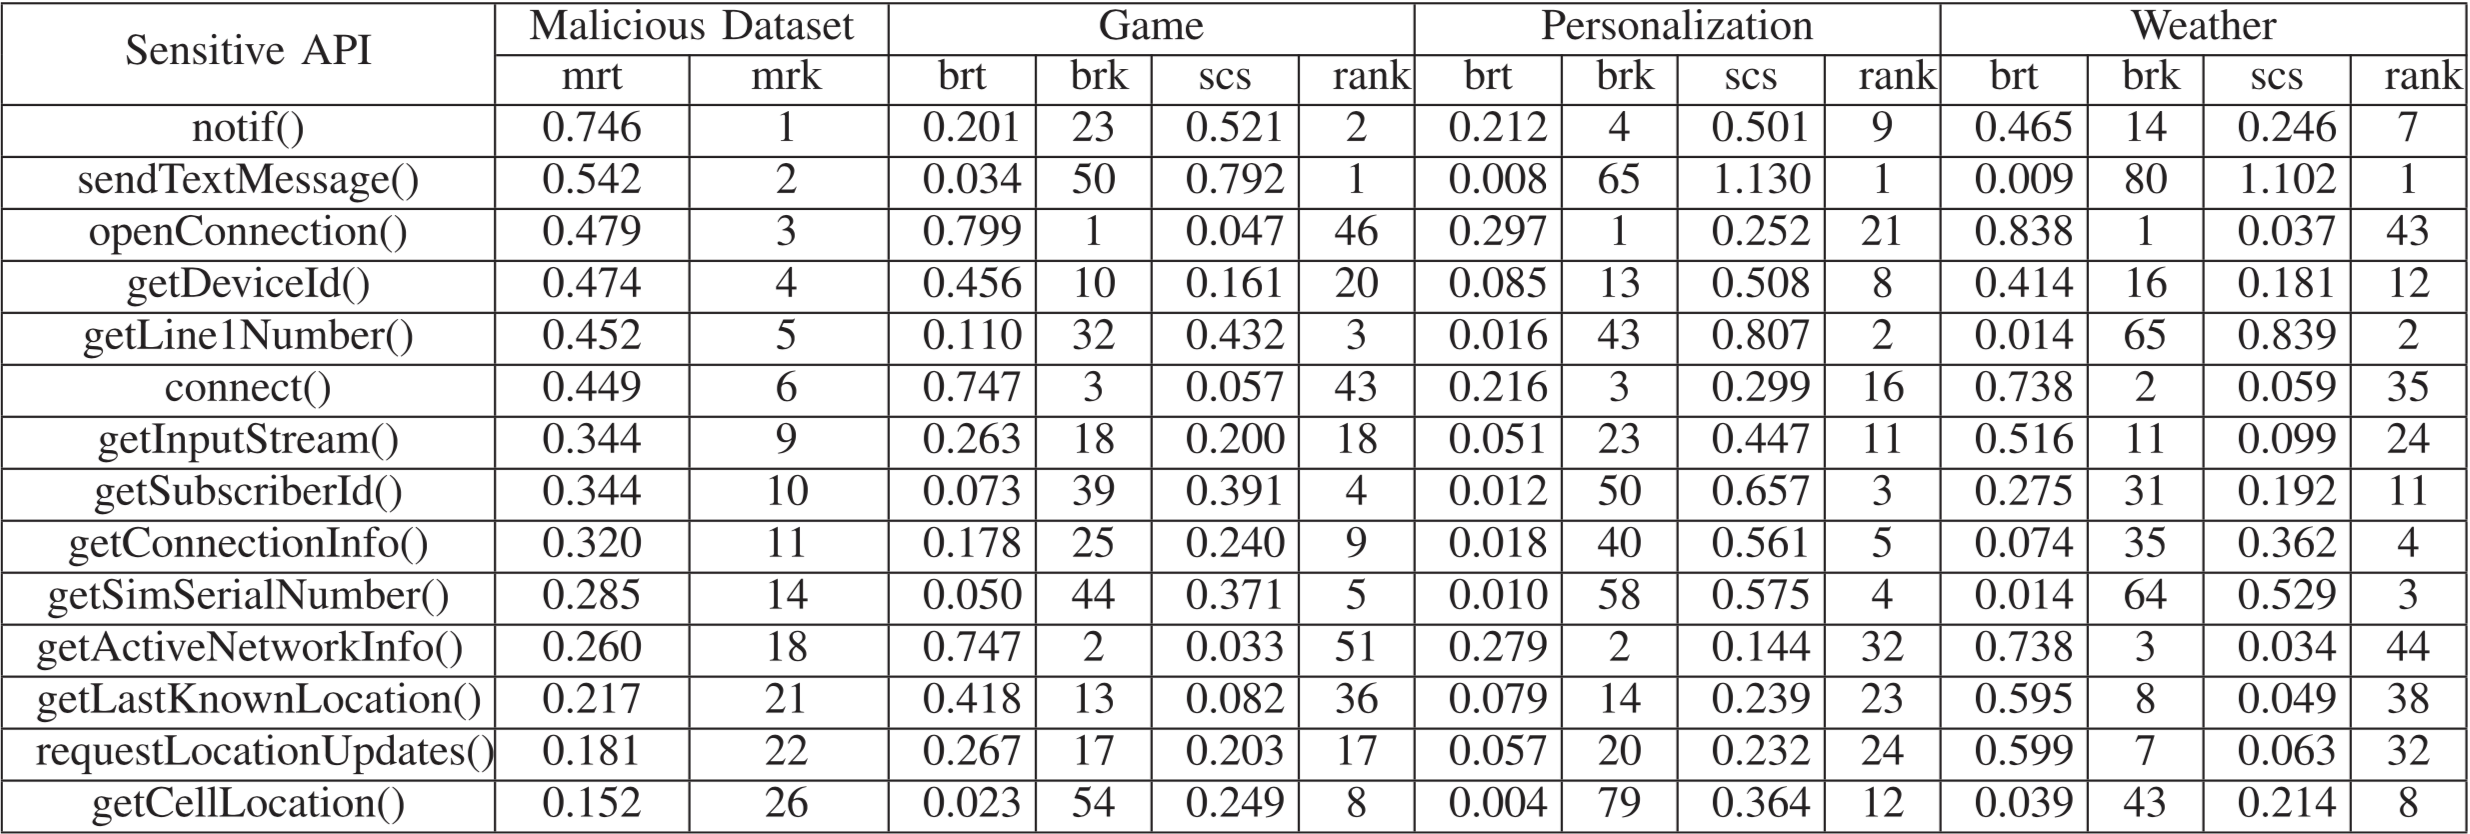 Sensitive API Malicious Dataset Game Personalization Weather
mrt mrk brt brk scs rank brt brk scs rank brt brk scs rank
notif() 0.746 1 0.201 23 0.521 2 0.212 4 0.501 9 0.465 14 0.246 7
sendTextMessage() 0.542 2 0.034 50 0.792 1 0.008 65 1.130 1 0.009 80 1.102 1
openConnection() 0.479 3 0.799 1 0.047 46 0.297 1 0.252 21 0.838 1 0.037 43
getDeviceId() 0.474 4 0.456 10 0.161 20 0.085 13 0.508 8 0.414 16 0.181 12
getLine1Number() 0.452 5 0.110 32 0.432 3 0.016 43 0.807 2 0.014 65 0.839 2
connect() 0.449 6 0.747 3 0.057 43 0.216 3 0.299 16 0.738 2 0.059 35
getInputStream() 0.344 9 0.263 18 0.200 18 0.051 23 0.447 11 0.516 11 0.099 24
getSubscriberId() 0.344 10 0.073 39 0.391 4 0.012 50 0.657 3 0.275 31 0.192 11
getConnectionInfo() 0.320 11 0.178 25 0.240 9 0.018 40 0.561 5 0.074 35 0.362 4
getSimSerialNumber() 0.285 14 0.050 44 0.371 5 0.010 58 0.575 4 0.014 64 0.529 3
getActiveNetworkInfo() 0.260 18 0.747 2 0.033 51 0.279 2 0.144 32 0.738 3 0.034 44
getLastKnownLocation() 0.217 21 0.418 13 0.082 36 0.079 14 0.239 23 0.595 8 0.049 38
requestLocationUpdates() 0.181 22 0.267 17 0.203 17 0.057 20 0.232 24 0.599 7 0.063 32
getCellLocation() 0.152 26 0.023 54 0.249 8 0.004 79 0.364 12 0.039 43 0.214 8